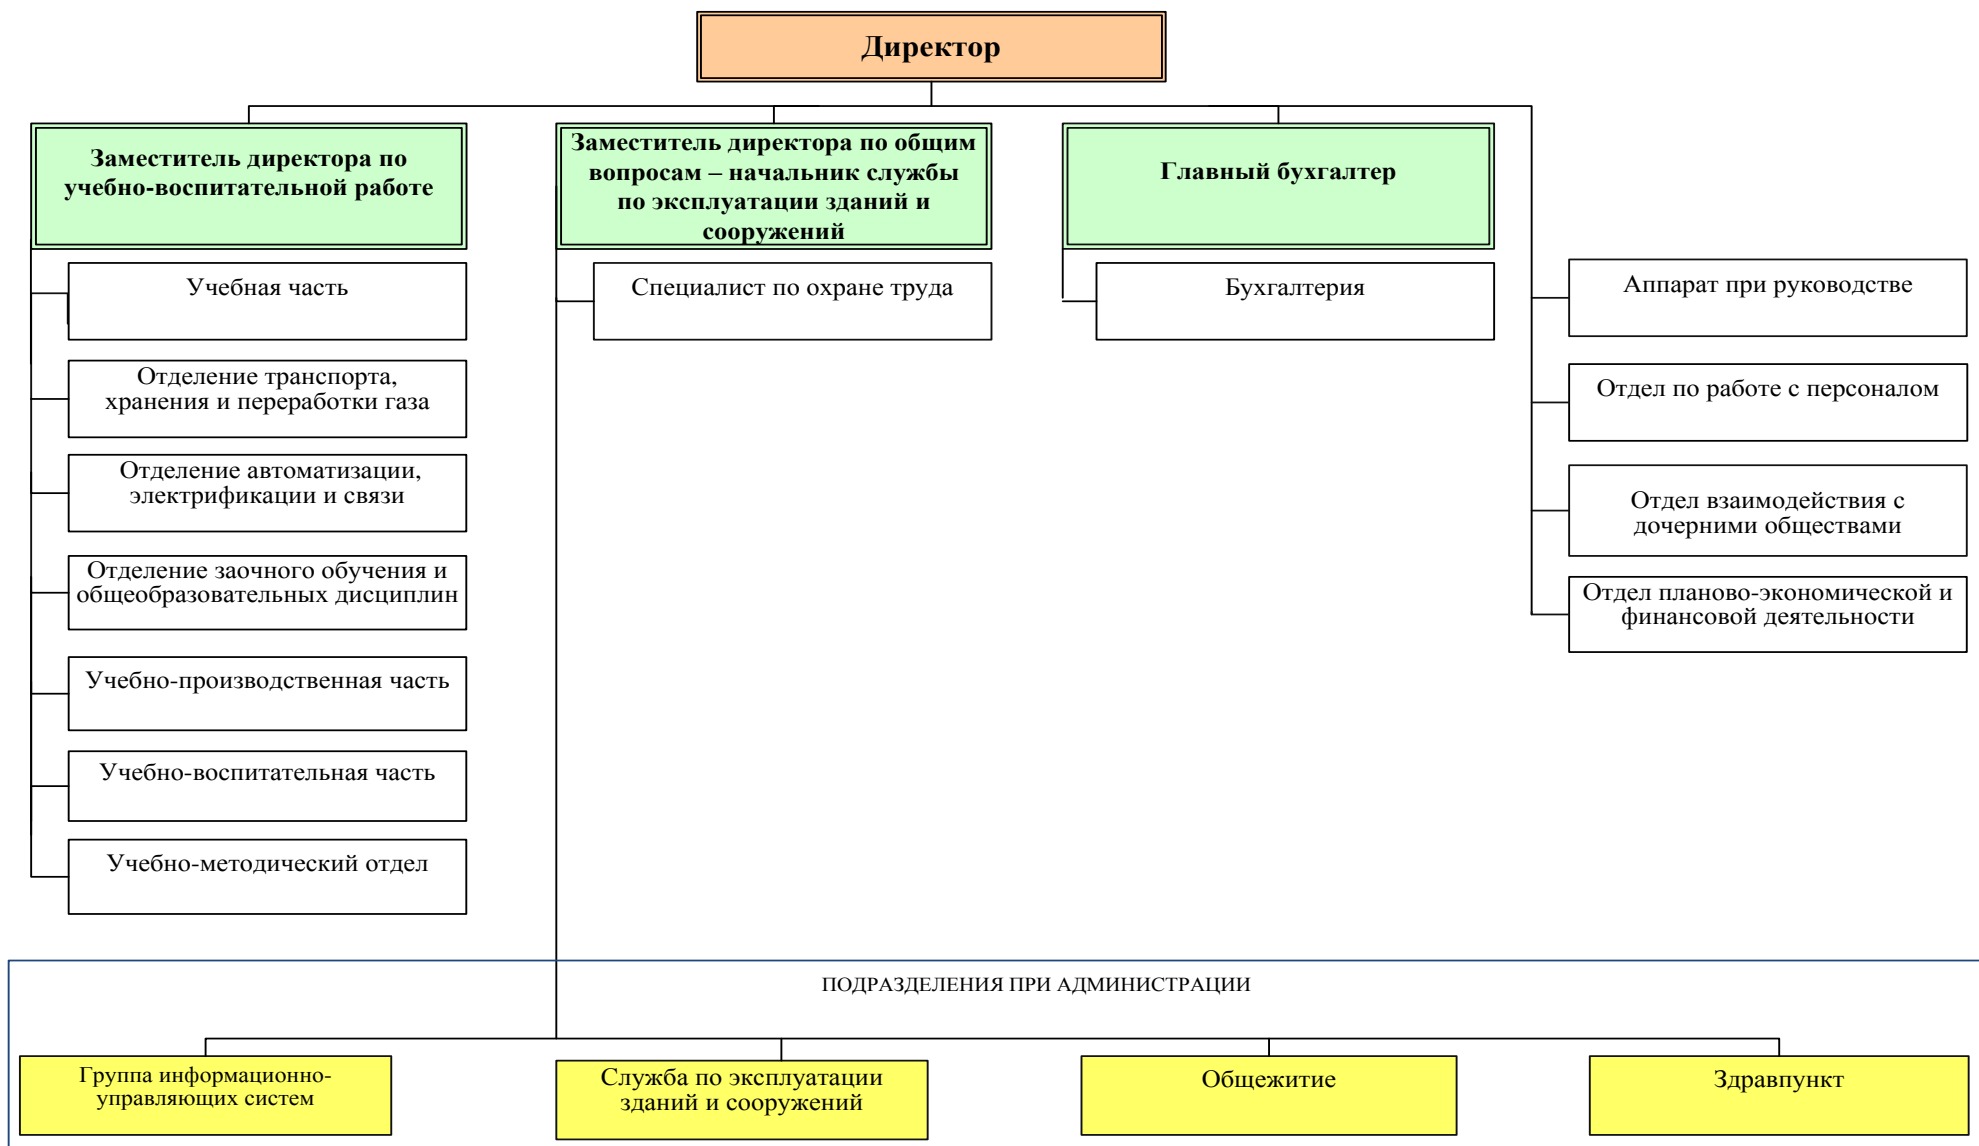 Директор
Заместитель директора по
учебно-воспитательной работе
Заместитель директора по общим
вопросам – начальник службы
по эксплуатации зданий и
сооружений
Главный бухгалтер
Учебная часть
Отделение транспорта,
хранения и переработки газа
Отделение автоматизации,
электрификации и связи
Отделение заочного обучения и
общеобразовательных дисциплин
Учебно-производственная часть
Учебно-воспитательная часть
Учебно-методический отдел
Специалист по охране труда
Бухгалтерия
Аппарат при руководстве
Отдел по работе с персоналом
Отдел взаимодействия с
дочерними обществами
Отдел планово-экономической и
финансовой деятельности
ПОДРАЗДЕЛЕНИЯ ПРИ АДМИНИСТРАЦИИ
Группа информационно-
управляющих систем
Служба по эксплуатации
зданий и сооружений
Общежитие
Здравпункт